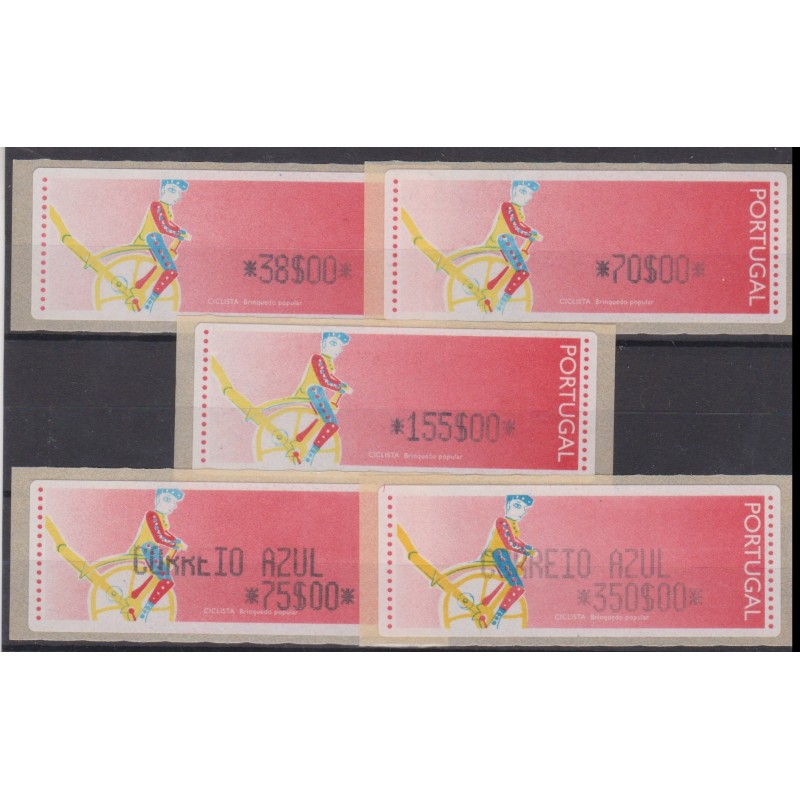 *38$00*
CICLISTA Brinquedo popular
*70$00*
CICLISTA Brinquedo popular
PORTUGAL
*155$00*
CICLISTA Brinquedo popular
PORTUGAL
CORREIO AZUL
*75$00*
CICLISTA Brinquedo popular
CORREIO AZUL
*350$00*
CICLISTA Brinquedo popular
PORTUGAL